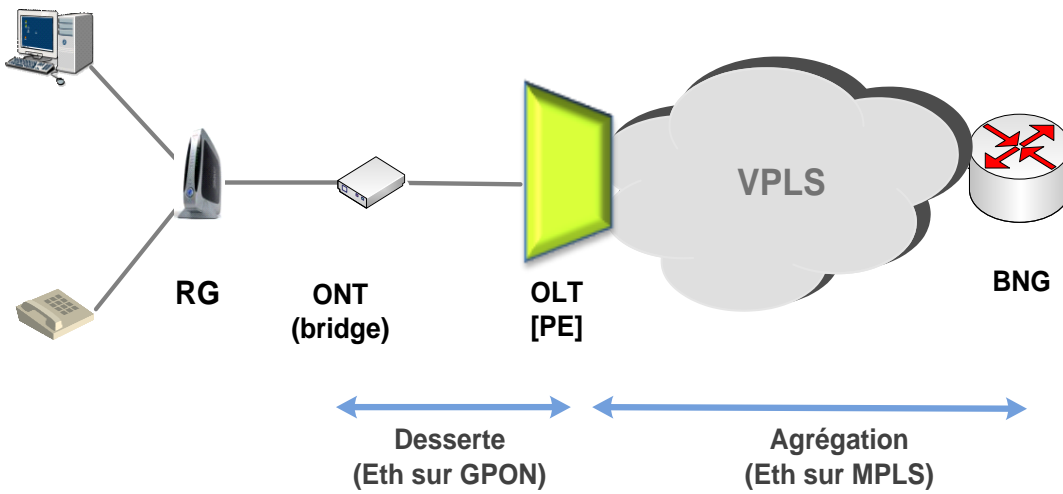 VPLS
RG
ONT
(bridge)
OLT
[PE]
BNG
Desserte
(Eth sur GPON)
Agrégation
(Eth sur MPLS)